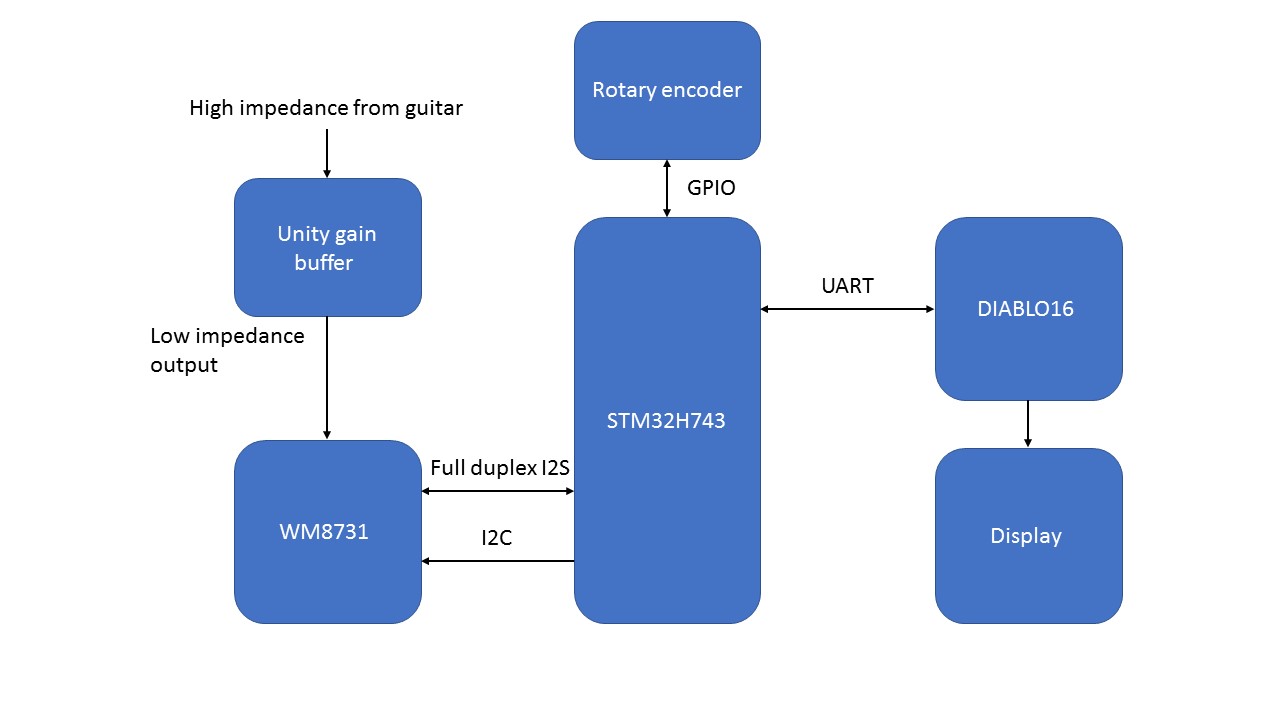 Rotary encoder
High impedance from guitar
GPIO
Unity gain
buffer
UART
DIABLO16
Low impedance
output
STM32H743
Full duplex I2S
WM8731
I2C
Display